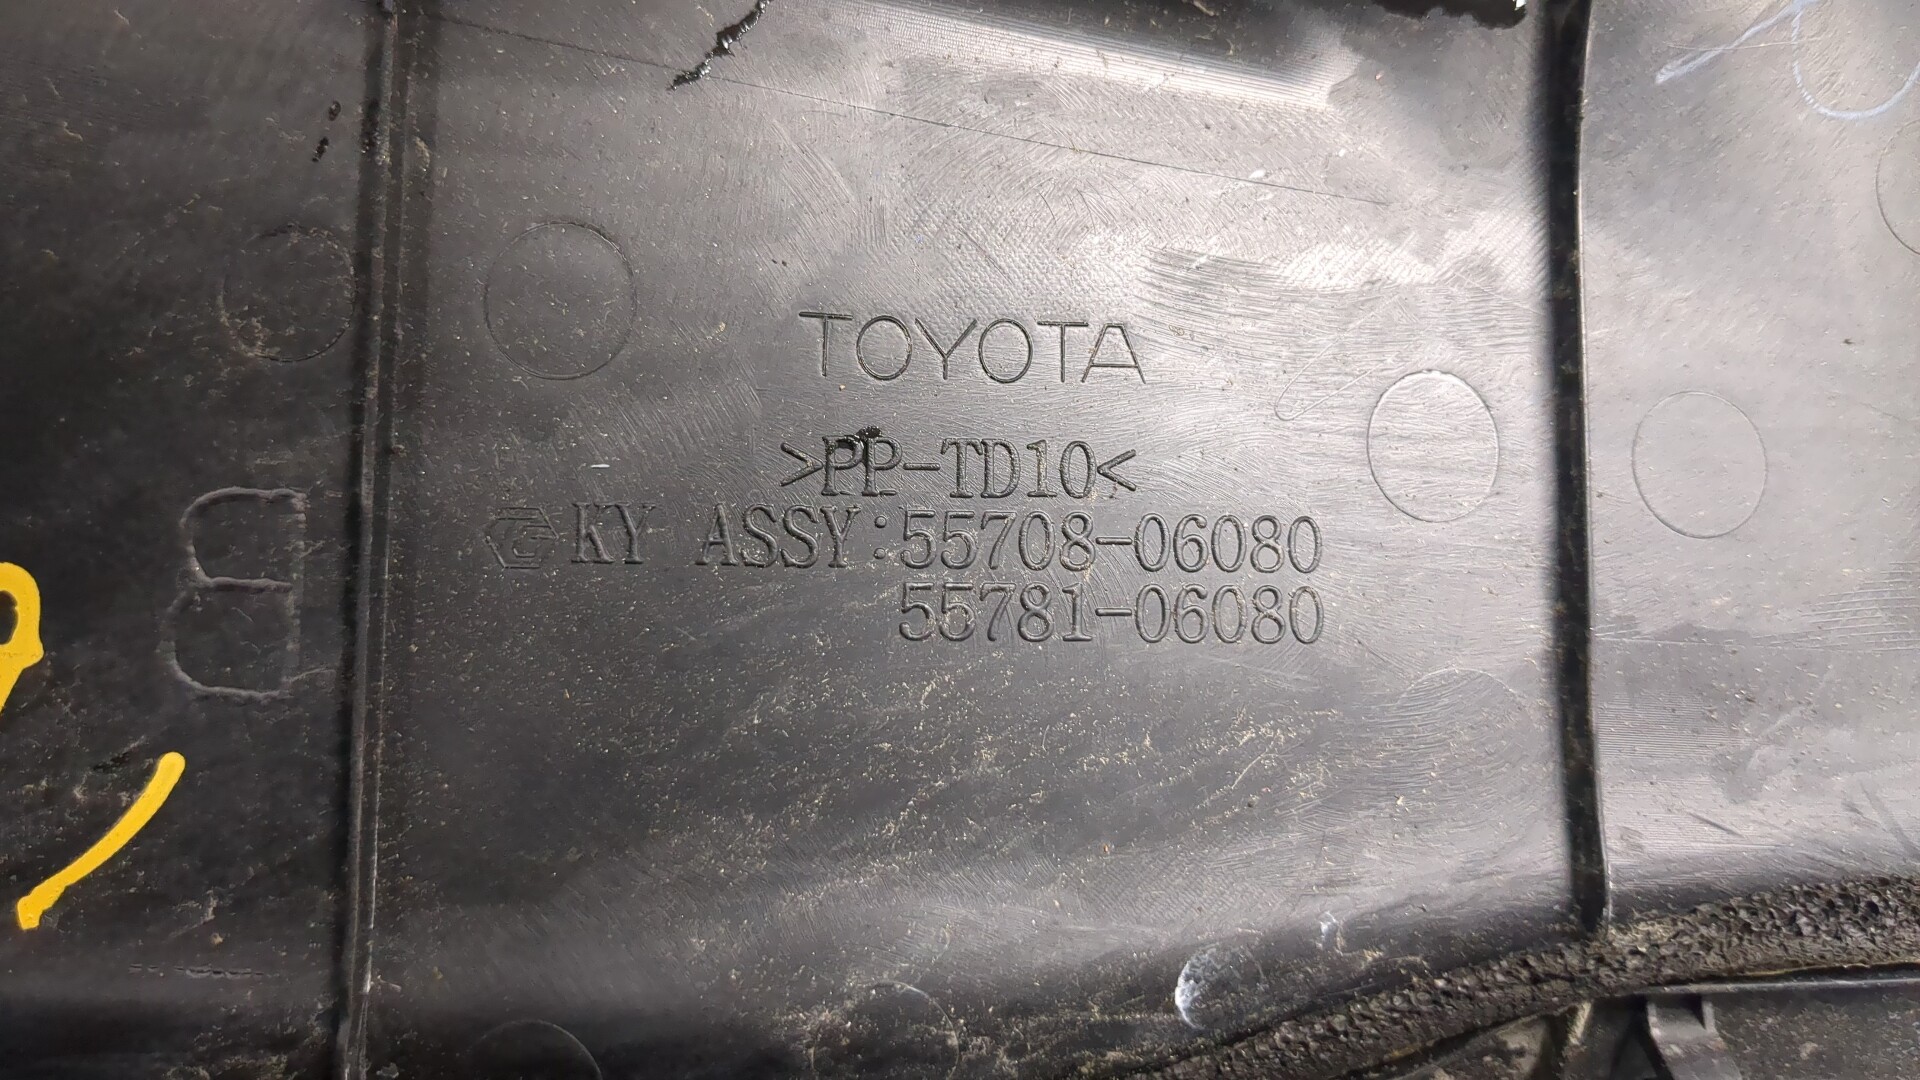 TOYOTA
>PP-TD10<
KY ASSY:55708-06080
55781-06080
B